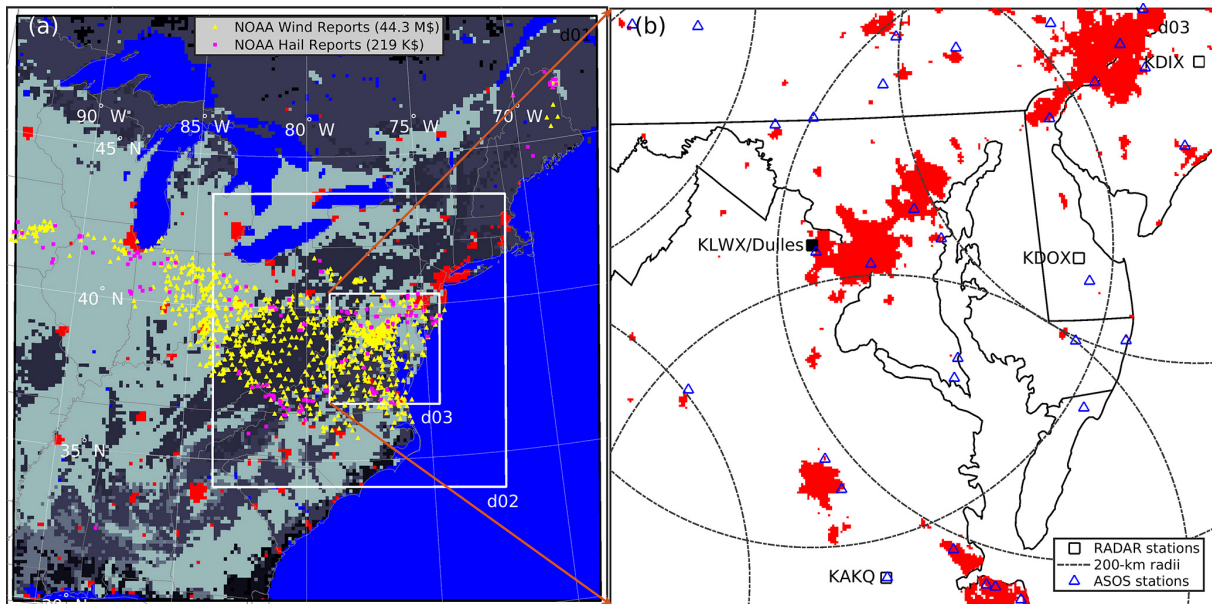 (a)
NOAA Wind Reports (44.3 M$)
NOAA Hail Reports (219 K$)
d01
90° W
85° W
80° W
75° W
70° W
45° N
40° N
35° N
30° N
d03
d02
(b)
d03
KDIX
KLWX/Dulles
KDOX
KAKQ
RADAR stations
200-km radii
ASOS stations